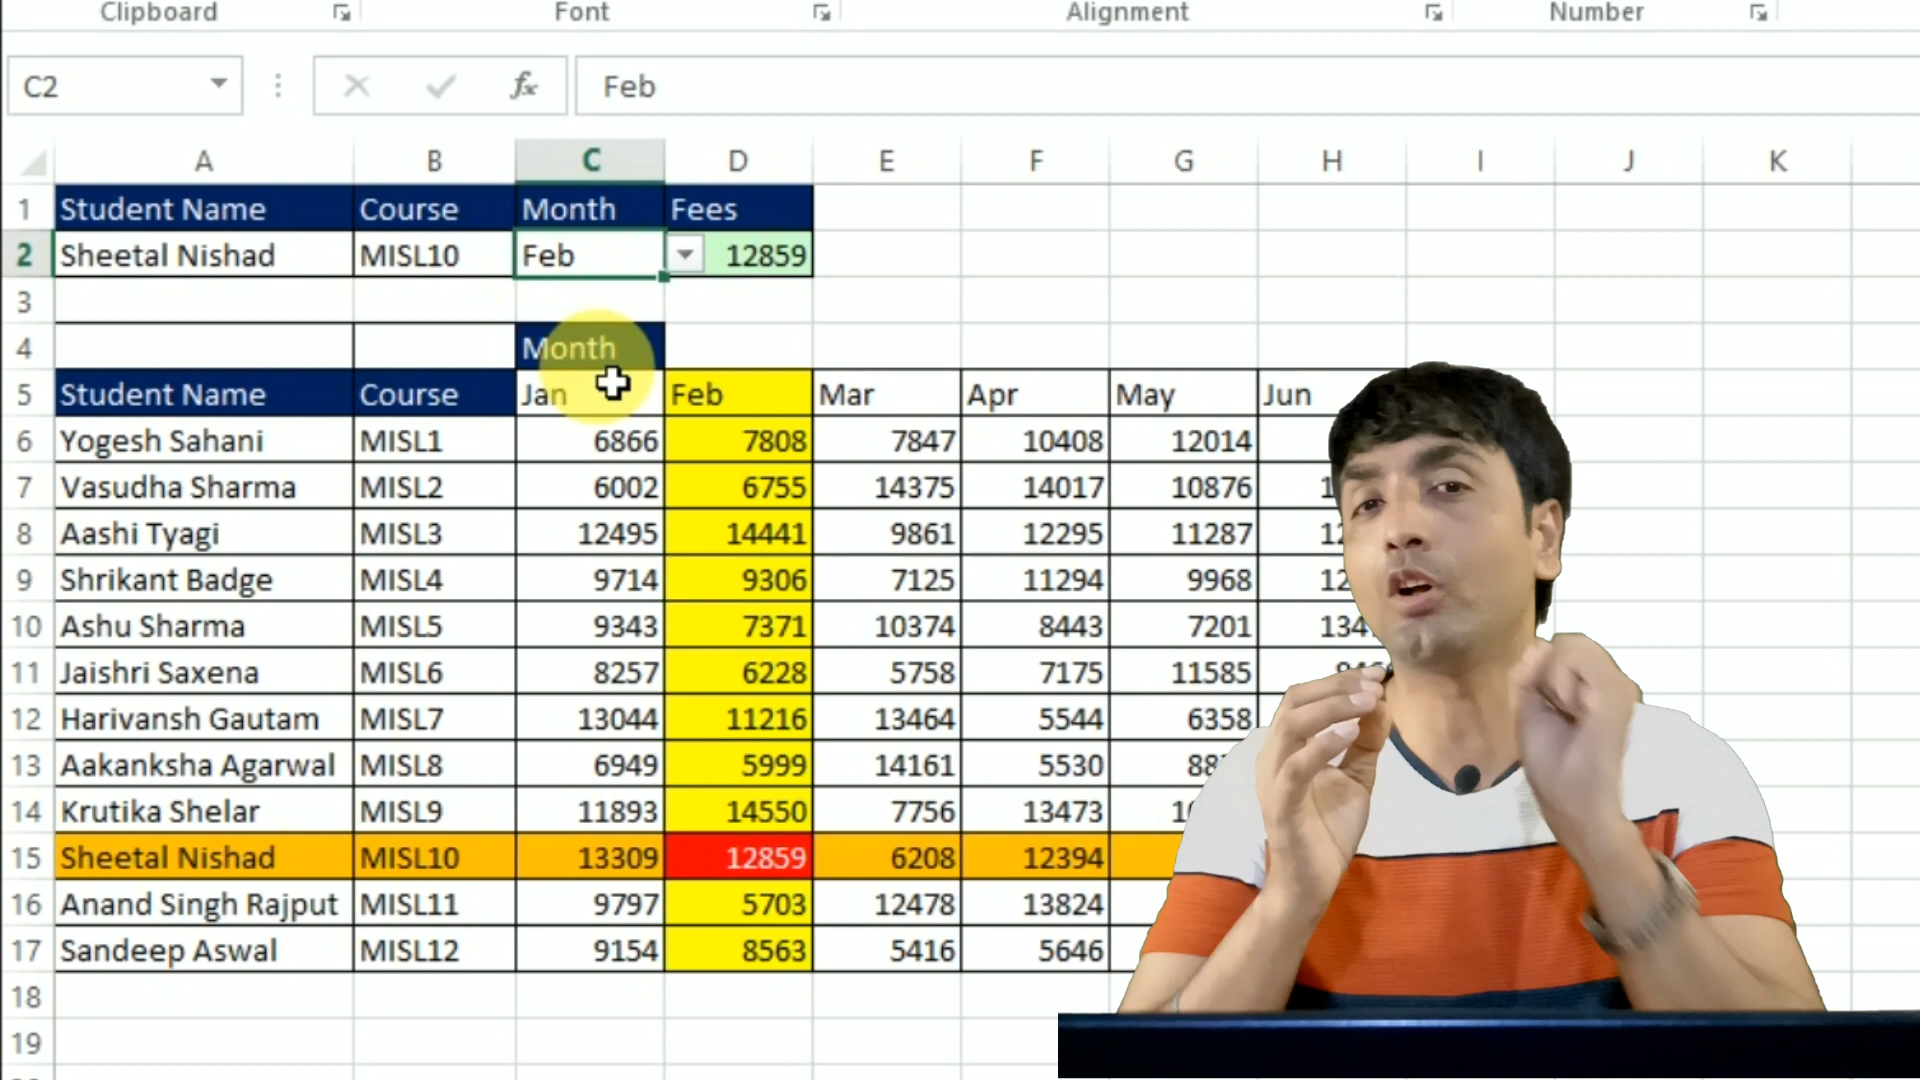 Clipboard Font Alignment Number
C2 fx Feb
A B C D E F G H I J K
1 Student Name Course Month Fees
2 Sheetal Nishad MISL10 Feb 12859
3
4 Month
5 Student Name Course Jan Feb Mar Apr May Jun
6 Yogesh Sahani MISL1 6866 7808 7847 10408 12014
7 Vasudha Sharma MISL2 6002 6755 14375 14017 10876
8 Aashi Tyagi MISL3 12495 14441 9861 12295 11287
9 Shrikant Badge MISL4 9714 9306 7125 11294 9968
10 Ashu Sharma MISL5 9343 7371 10374 8443 7201
11 Jaishri Saxena MISL6 8257 6228 5758 7175 11585
12 Harivansh Gautam MISL7 13044 11216 13464 5544 6358
13 Aakanksha Agarwal MISL8 6949 5999 14161 5530
14 Krutika Shelar MISL9 11893 14550 7756 13473
15 Sheetal Nishad MISL10 13309 12859 6208 12394
16 Anand Singh Rajput MISL11 9797 5703 12478 13824
17 Sandeep Aswal MISL12 9154 8563 5416 5646
18
19